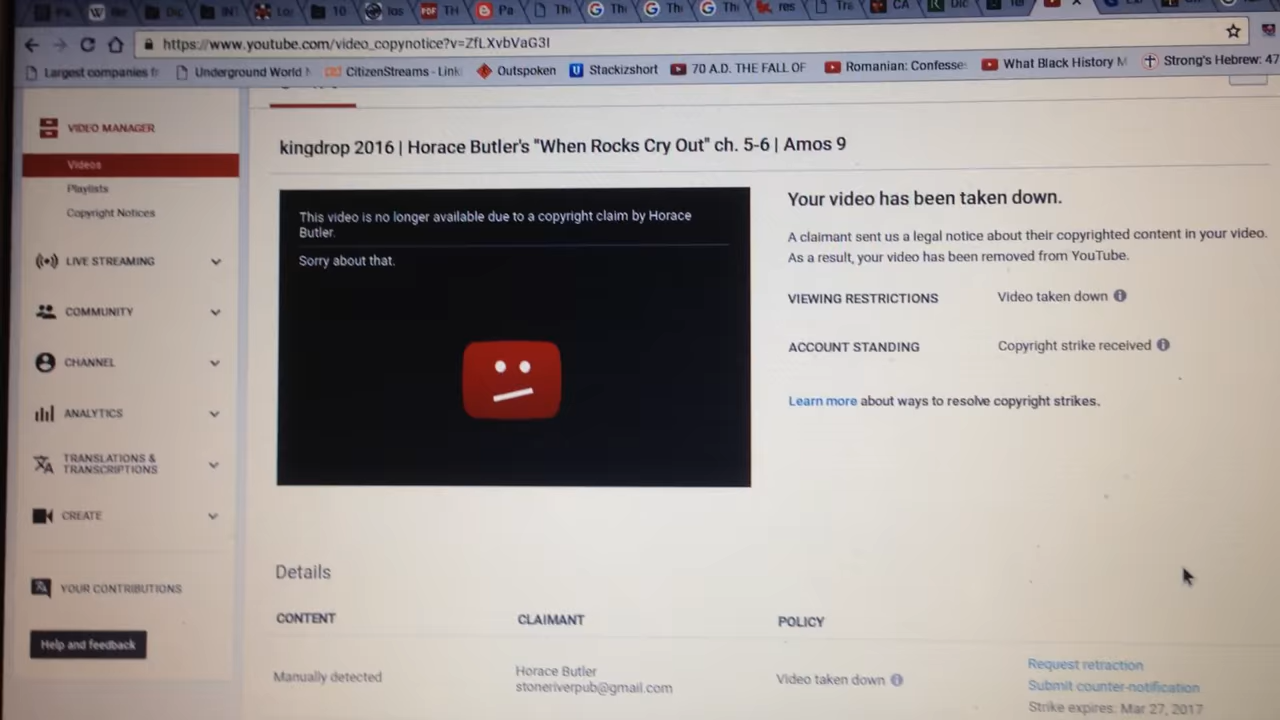 https://www.youtube.com/video_copynotice?v=ZfLXvbVaG3I
Largest companies Underground World CitizenStreams - Link Outspoken Stackizshort 70 A.D. THE FALL OF Romanian: Confesse What Black History M Strong's Hebrew: 47
VIDEO MANAGER
Videos
Playlists
Copyright Notices
LIVE STREAMING
COMMUNITY
CHANNEL
ANALYTICS
TRANSLATIONS &
TRANSCRIPTIONS
CREATE
YOUR CONTRIBUTIONS
Help and feedback
kingdrop 2016 | Horace Butler's "When Rocks Cry Out" ch. 5-6 | Amos 9
This video is no longer available due to a copyright claim by Horace
Butler.
Sorry about that.
Your video has been taken down.
A claimant sent us a legal notice about their copyrighted content in your video.
As a result, your video has been removed from YouTube.
VIEWING RESTRICTIONS Video taken down
ACCOUNT STANDING Copyright strike received
Learn more about ways to resolve copyright strikes.
Details
CONTENT CLAIMANT POLICY
Manually detected
Horace Butler
stoneriverpub@gmail.com
Video taken down
Request retraction
Submit counter-notification
Strike expires: Mar 27, 2017